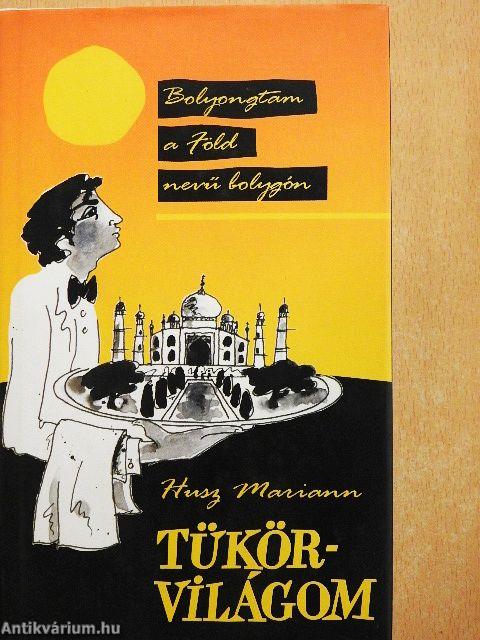 Bolyongtam
a Föld
nevű bolygón
Husz Mariann
TÜKÖR-
VILÁGOM
Antikvárium.hu